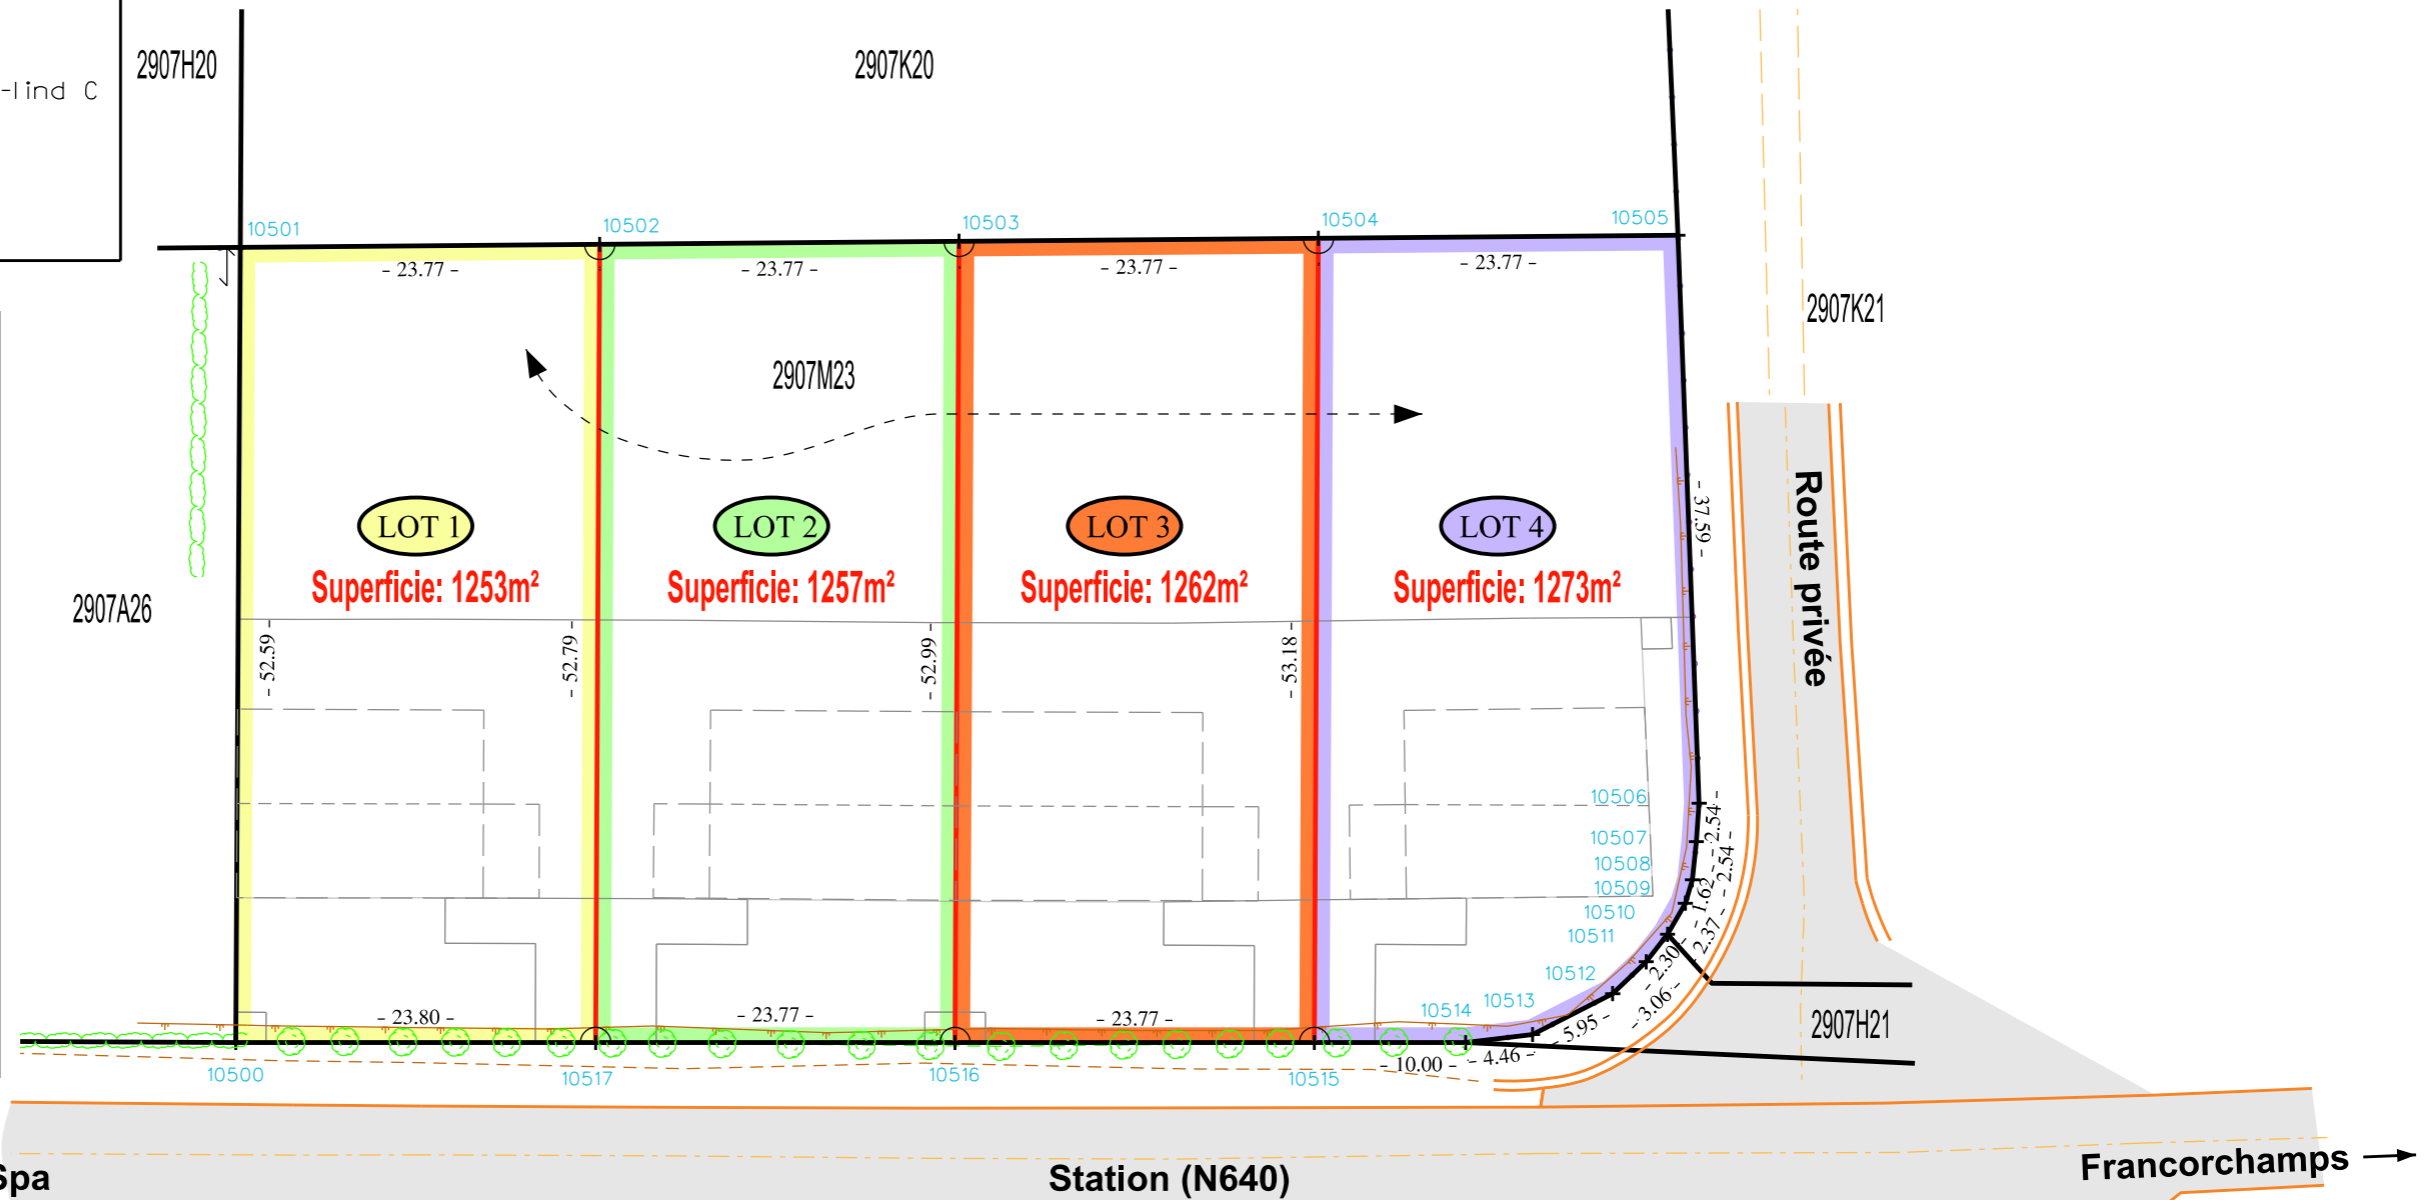 2907H20
2907K20
-lind C
10501
10502
10503
10504
10505
- 23.77 -
- 23.77 -
- 23.77 -
- 23.77 -
2907K21
2907M23
- 37.59 -
Route privée
LOT 1
LOT 2
LOT 3
LOT 4
Superficie: 1253m²
Superficie: 1257m²
Superficie: 1262m²
Superficie: 1273m²
2907A26
- 52.59 -
- 52.79 -
- 52.99 -
- 53.18 -
10506
- 2.54 -
10507
- 2.54 -
10508
10509
- 1.62 -
10510
- 2.37 -
10511
- 2.30 -
10512
- 3.06 -
10513
10514
- 5.95 -
- 23.80 -
- 23.77 -
- 23.77 -
2907H21
- 10.00 -
- 4.46 -
10500
10517
10516
10515
Spa
Station (N640)
Francorchamps